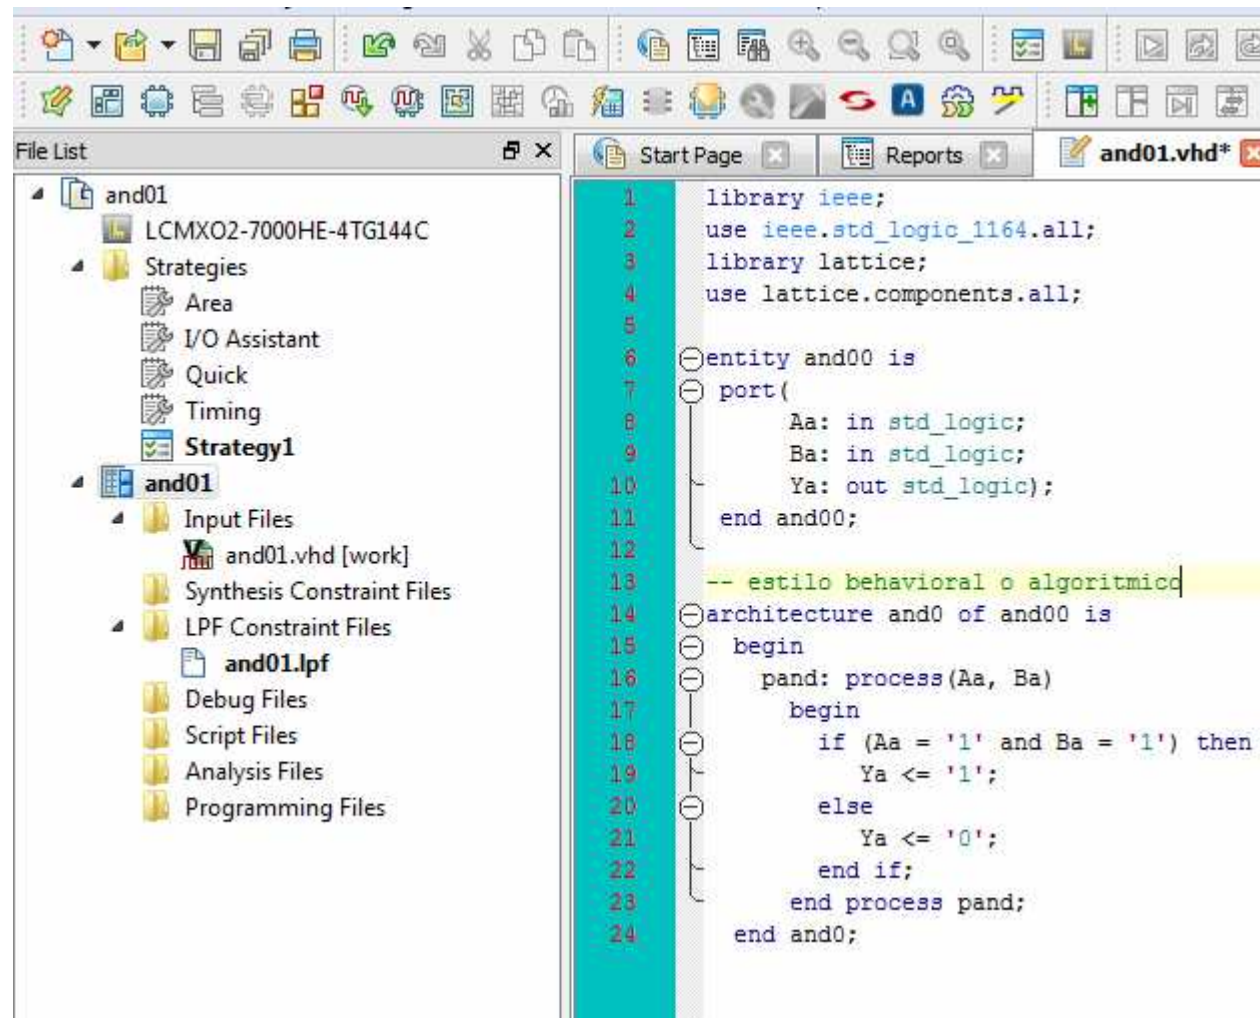 File List
and01
LCMXO2-7000HE-4TG144C
Strategies
Area
I/O Assistant
Quick
Timing
Strategy1
and01
Input Files
and01.vhd [work]
Synthesis Constraint Files
LPF Constraint Files
and01.lpf
Debug Files
Script Files
Analysis Files
Programming Files
Start Page
Reports
and01.vhd*
1 library ieee;
2 use ieee.std_logic_1164.all;
3 library lattice;
4 use lattice.components.all;
5
6 entity and00 is
7 port(
8 Aa: in std_logic;
9 Ba: in std_logic;
10 Ya: out std_logic);
11 end and00;
12
13 -- estilo behavioral o algoritmico
14 architecture and0 of and00 is
15 begin
16 pand: process(Aa, Ba)
17 begin
18 if (Aa = '1' and Ba = '1') then
19 Ya <= '1';
20 else
21 Ya <= '0';
22 end if;
23 end process pand;
24 end and0;